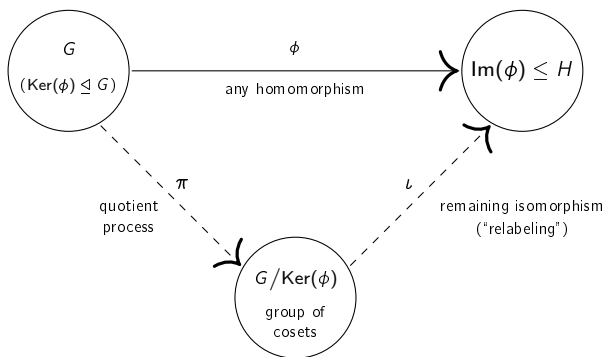 G
(Ker(ϕ) ⊴ G)
ϕ
any homomorphism
Im(ϕ) ≤ H
π
quotient
process
ι
remaining isomorphism
(“relabeling”)
G/Ker(ϕ)
group of
cosets